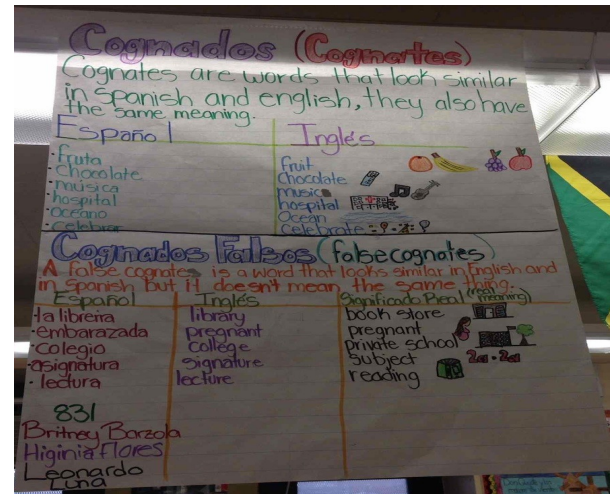 Cognados (Cognates)
Cognates are words that look similar
in Spanish and english, they also have
the same meaning.
Español Inglés
· fruta fruit
· Chocolate Chocolate
· música music
· hospital hospital
· Oceano Ocean
· celebrar celebrate
Cognados Falsos (false cognates)
A false cognates is a word that looks similar in English and
in Spanish but it doesn't mean the same thing.
Español Inglés Significado Real (real meaning)
· la libreria library book store
· embarazada pregnant pregnant
· colegio college private school
· asignatura signature subject
· lectura lecture reading
831
Britney Barzola
Higinia Flores
Leonardo
Luna